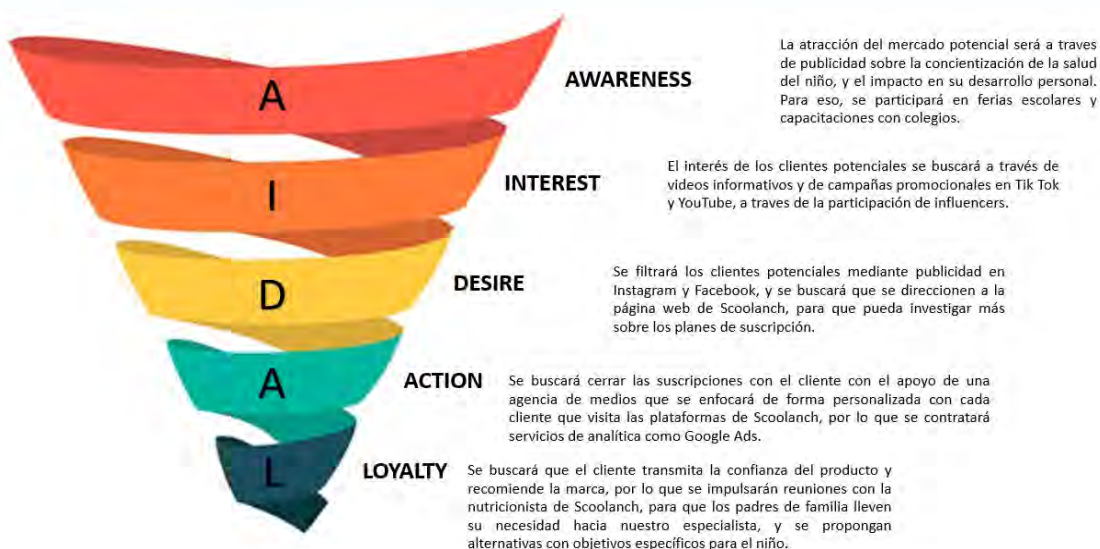 A
AWARENESS
La atracción del mercado potencial será a traves
de publicidad sobre la concientización de la salud
del niño, y el impacto en su desarrollo personal.
Para eso, se participará en ferias escolares y
capacitaciones con colegios.
I
INTEREST
El interés de los clientes potenciales se buscará a través de
videos informativos y de campañas promocionales en Tik Tok
y YouTube, a traves de la participación de influencers.
D
DESIRE
Se filtrará los clientes potenciales mediante publicidad en
Instagram y Facebook, y se buscará que se direccionen a la
página web de Scoolanch, para que pueda investigar más
sobre los planes de suscripción.
A
ACTION
Se buscará cerrar las suscripciones con el cliente con el apoyo de una
agencia de medios que se enfocará de forma personalizada con cada
cliente que visita las plataformas de Scoolanch, por lo que se contratará
servicios de analítica como Google Ads.
L
LOYALTY
Se buscará que el cliente transmita la confianza del producto y
recomiende la marca, por lo que se impulsarán reuniones con la
nutricionista de Scoolanch, para que los padres de familia lleven
su necesidad hacia nuestro especialista, y se propongan
alternativas con objetivos específicos para el niño.